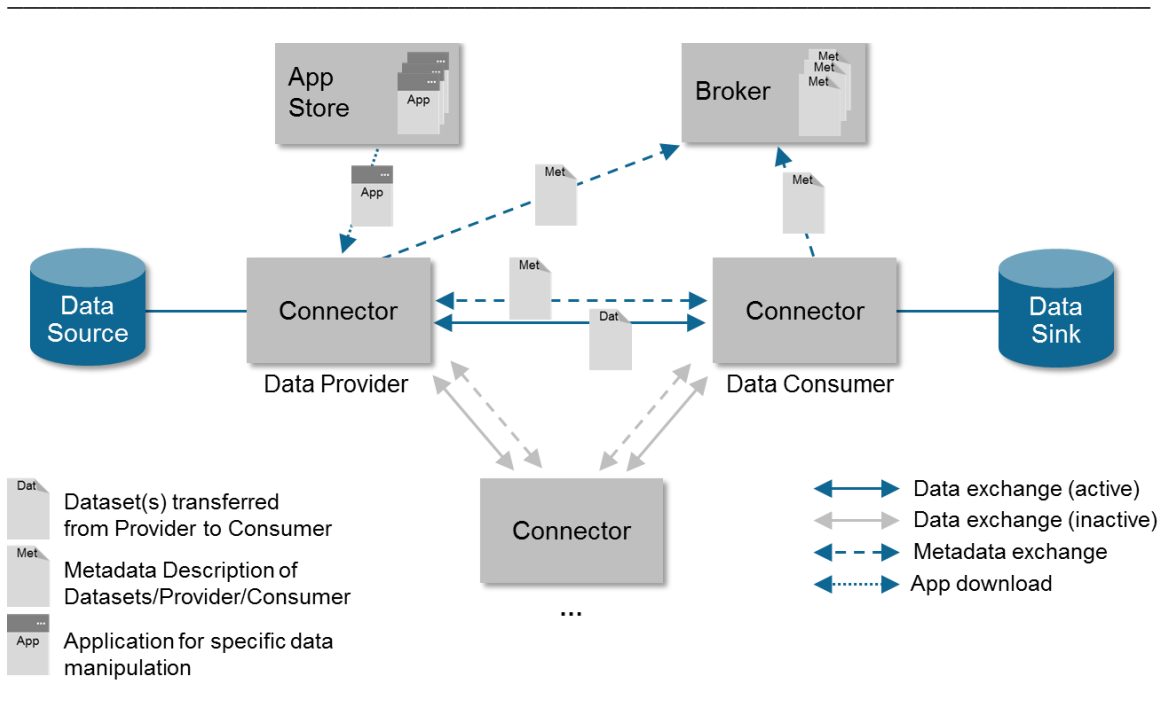 App
Store
...
App
Broker
Met
Met
Met
...
App
Met
Met
Data
Source
Connector
Data Provider
Met
Dat
Connector
Data Consumer
Data
Sink
Connector
...
Dat
Dataset(s) transferred
from Provider to Consumer
Met
Metadata Description of
Datasets/Provider/Consumer
...
App
Application for specific data
manipulation
Data exchange (active)
Data exchange (inactive)
Metadata exchange
App download